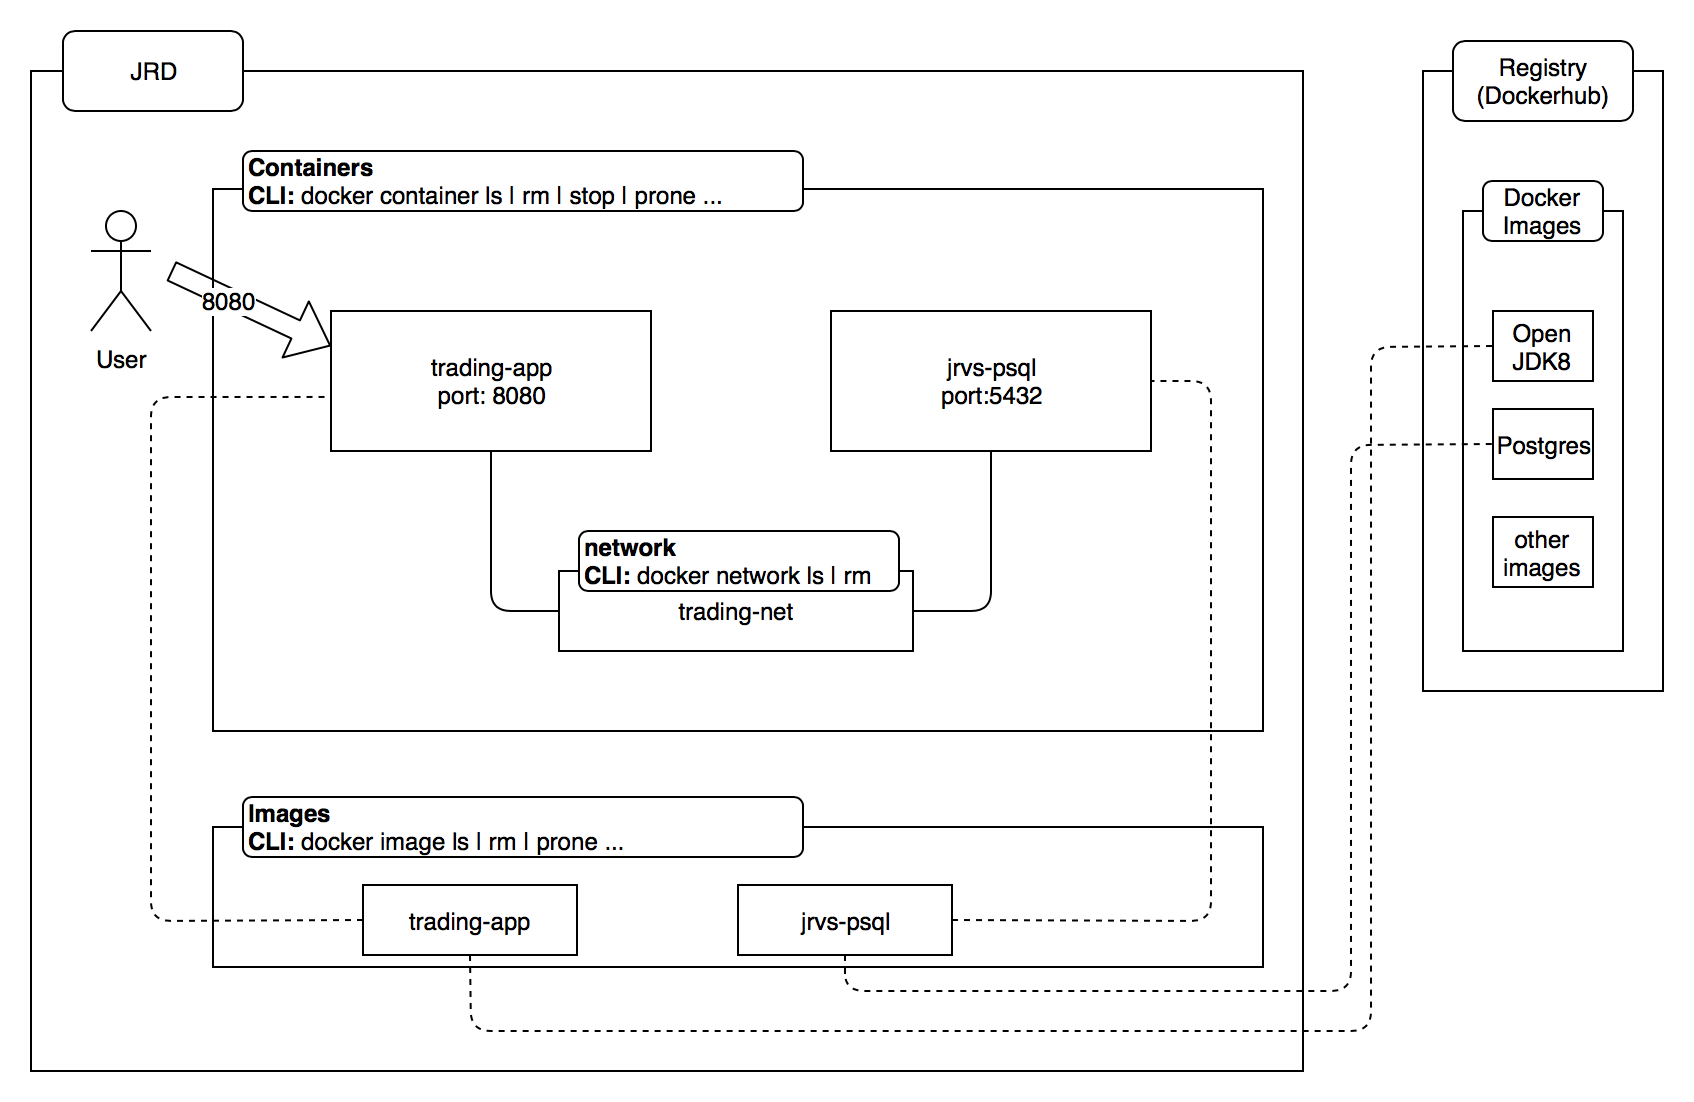 JRD
Registry
(Dockerhub)
Containers
CLI: docker container ls | rm | stop | prone ...
Docker
Images
8080
User
trading-app
port: 8080
jrvs-psql
port:5432
Open
JDK8
Postgres
other
images
network
CLI: docker network ls | rm
trading-net
Images
CLI: docker image ls | rm | prone ...
trading-app
jrvs-psql